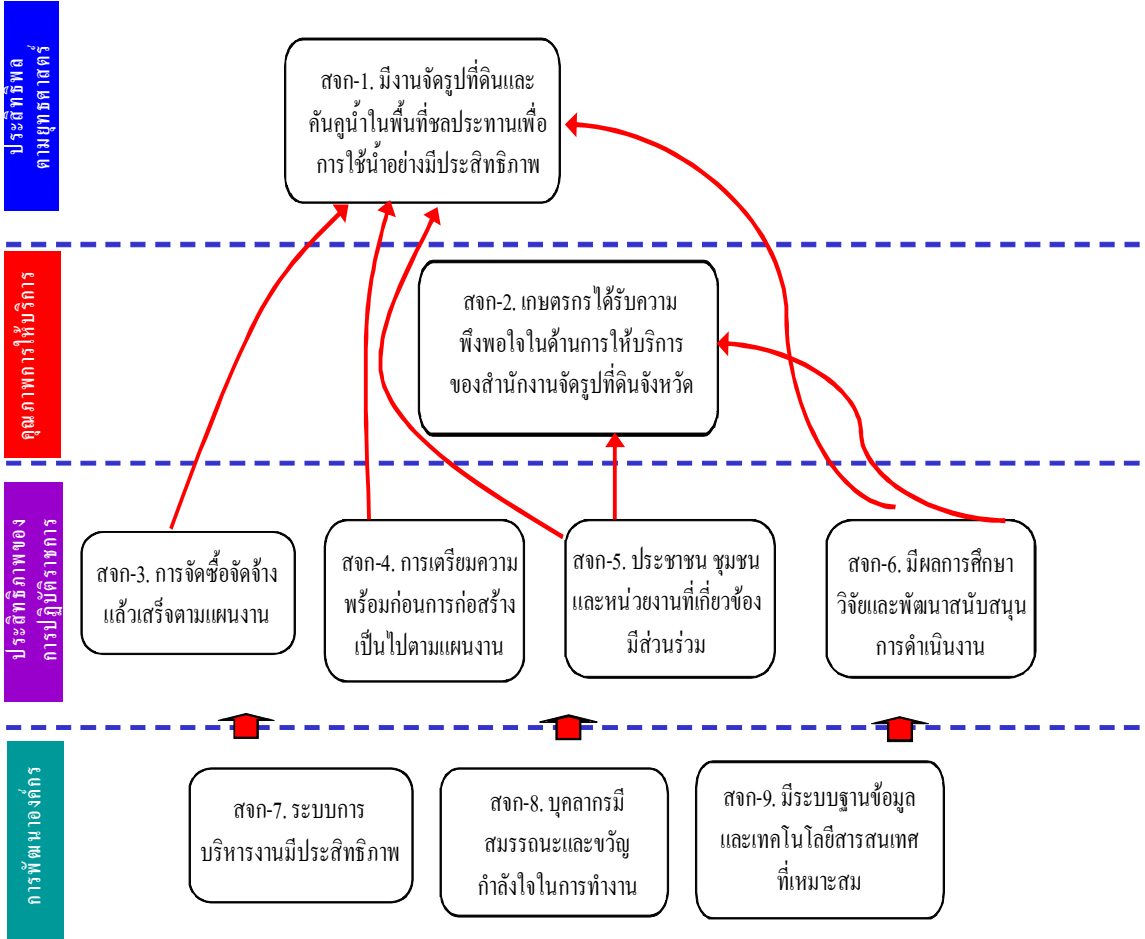 ประสิทธิพล
ตามยุทธศาสตร์
สจก-1. มีงานจัดรูปที่ดินและ
คันคูน้ำในพื้นที่ชลประทานเพื่อ
การใช้น้ำอย่างมีประสิทธิภาพ
คุณภาพการให้บริการ
สจก-2. เกษตรกรได้รับความ
พึงพอใจในด้านการให้บริการ
ของสำนักงานจัดรูปที่ดินจังหวัด
ประสิทธิภาพของ
การปฏิบัติราชการ
สจก-3. การจัดซื้อจัดจ้าง
แล้วเสร็จตามแผนงาน
สจก-4. การเตรียมความ
พร้อมก่อนการก่อสร้าง
เป็นไปตามแผนงาน
สจก-5. ประชาชน ชุมชน
และหน่วยงานที่เกี่ยวข้อง
มีส่วนร่วม
สจก-6. มีผลการศึกษา
วิจัยและพัฒนาสนับสนุน
การดำเนินงาน
การพัฒนาองค์กร
สจก-7. ระบบการ
บริหารงานมีประสิทธิภาพ
สจก-8. บุคลากรมี
สมรรถนะและขวัญ
กำลังใจในการทำงาน
สจก-9. มีระบบฐานข้อมูล
และเทคโนโลยีสารสนเทศ
ที่เหมาะสม